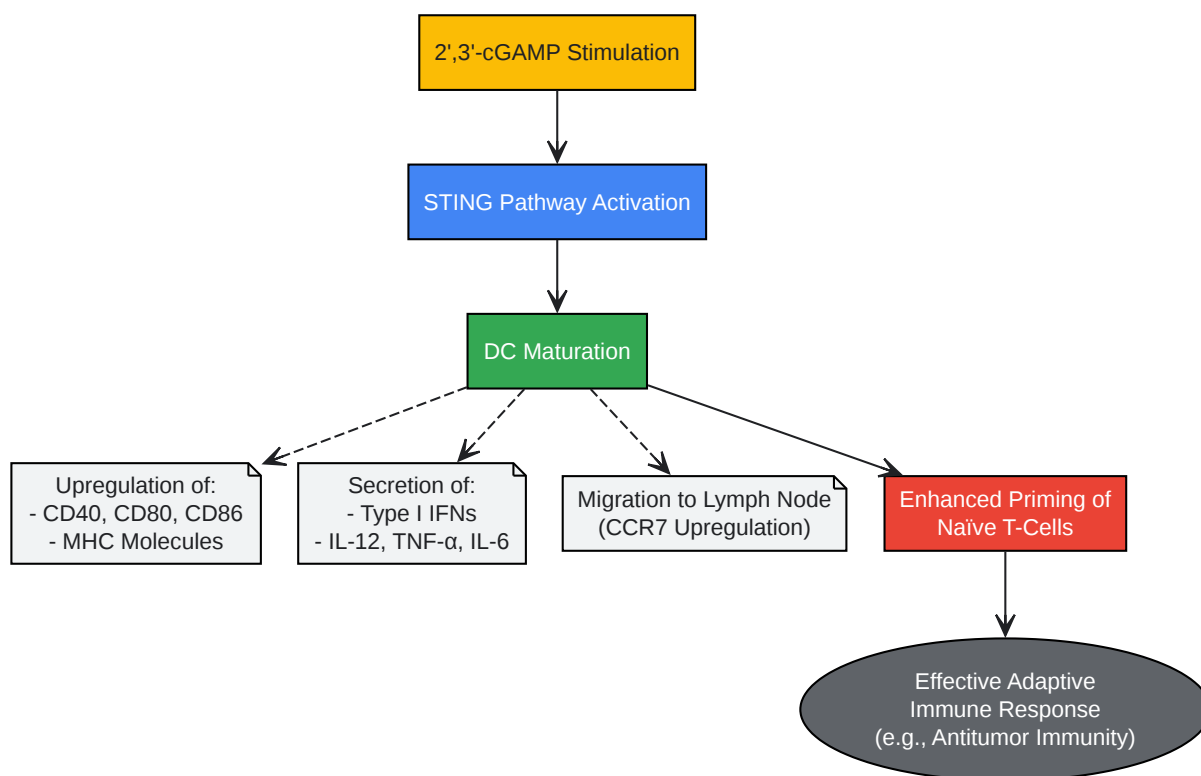 2',3'-cGAMP Stimulation
STING Pathway Activation
DC Maturation
Upregulation of:
- CD40, CD80, CD86
- MHC Molecules
Secretion of:
- Type I IFNs
- IL-12, TNF-α, IL-6
Migration to Lymph Node
(CCR7 Upregulation)
Enhanced Priming of
Naïve T-Cells
Effective Adaptive
Immune Response
(e.g., Antitumor Immunity)